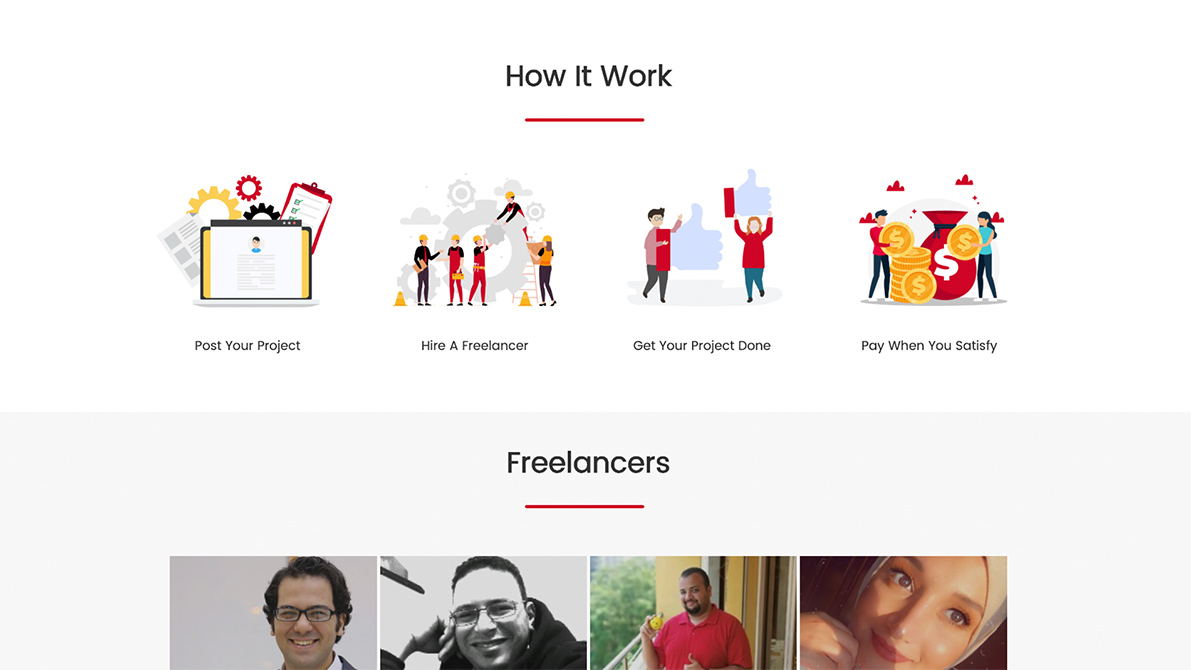 How It Work
Post Your Project
Hire A Freelancer
Get Your Project Done
Pay When You Satisfy
Freelancers